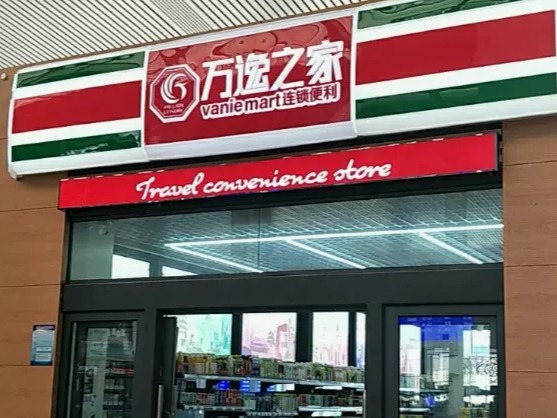 万逸之家
vaniemart连锁便利
Travel convenience store